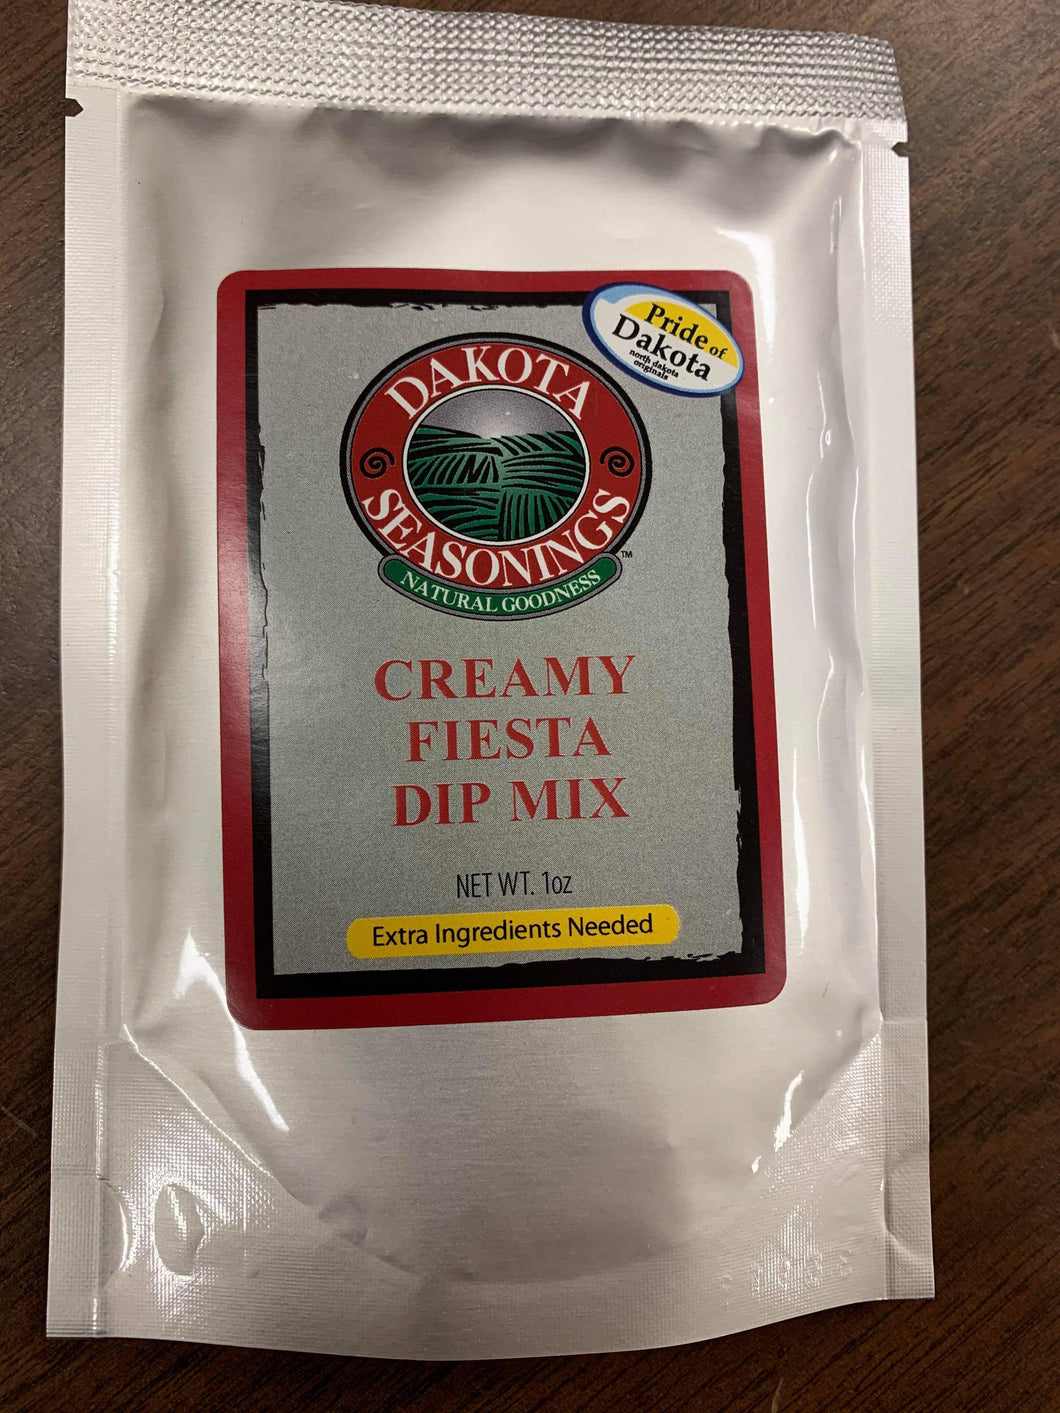 Pride of
Dakota
north dakota
originals
DAKOTA
SEASONINGS
™
NATURAL GOODNESS
CREAMY
FIESTA
DIP MIX
NET WT. 1oz
Extra Ingredients Needed